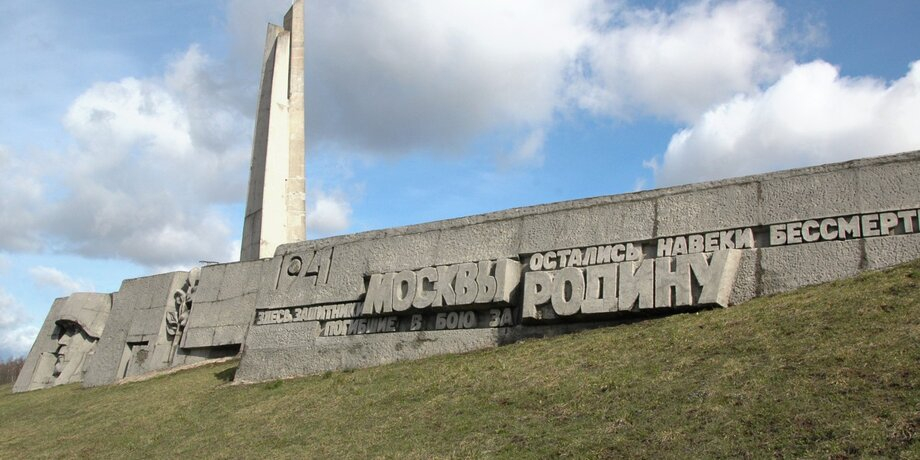 1941
ЗДЕСЬ ЗАЩИТНИКИ МОСКВЫ ОСТАЛИСЬ НАВЕКИ БЕССМЕРТ
ПОГИБШИЕ В БОЮ ЗА РОДИНУ